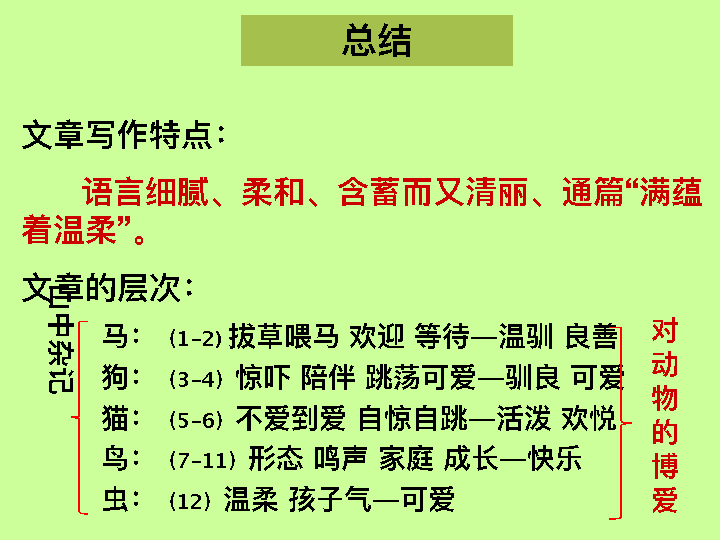 总结
文章写作特点：
语言细腻、柔和、含蓄而又清丽、通篇“满蕴
着温柔”。
文章的层次：
山中杂记
马： (1-2)拔草喂马 欢迎 等待—温驯 良善
狗： (3-4) 惊吓 陪伴 跳荡可爱—驯良 可爱
猫： (5-6) 不爱到爱 自惊自跳—活泼 欢悦
鸟： (7-11) 形态 鸣声 家庭 成长—快乐
虫： (12) 温柔 孩子气—可爱
对动物的博爱